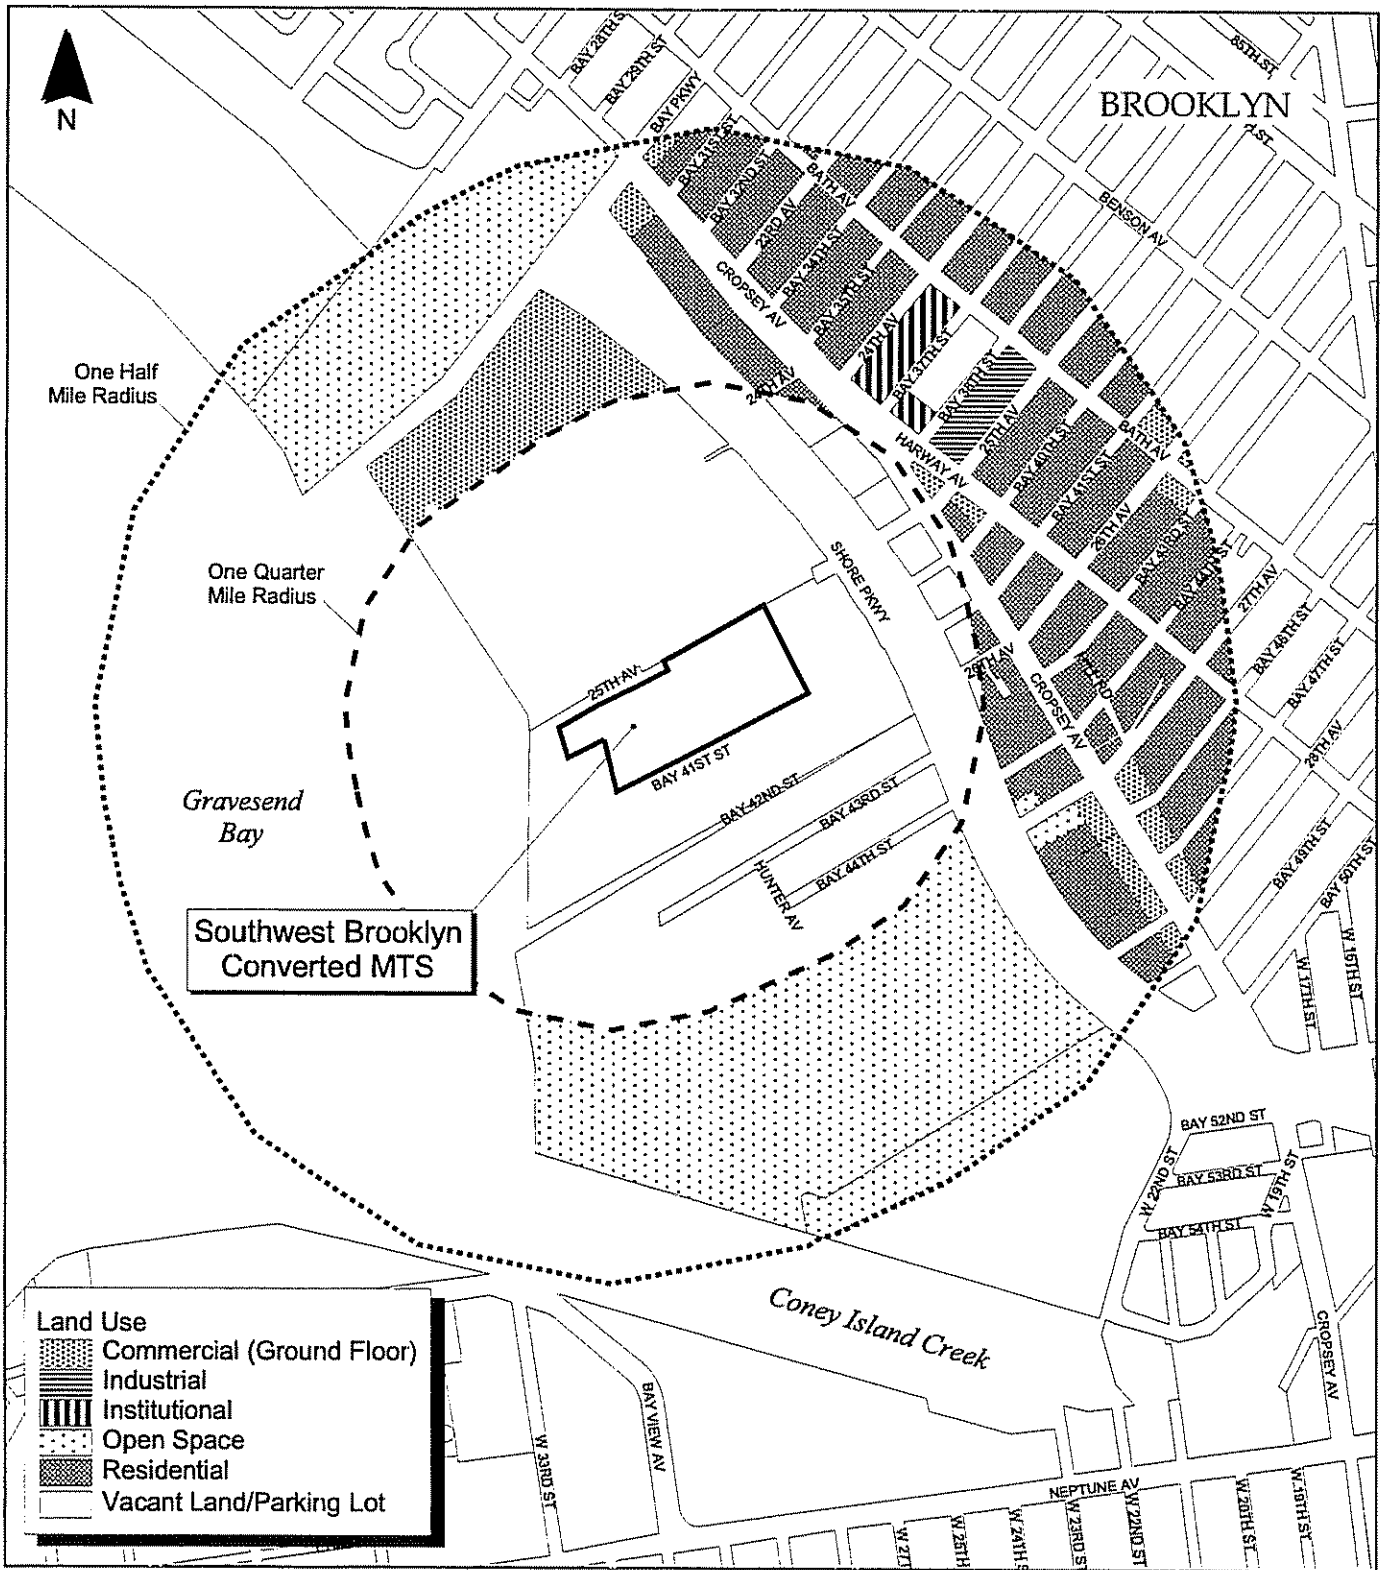 N
BROOKLYN
BAY 28TH S
BAY 29TH ST
BAY PKWY
85TH ST
ST.
BAY 31ST
BAY 32ND ST
23RD AV
BATH AV
BAY 34TH ST
BAY 35TH ST
BENSON AV
CROPSEY AV
24TH AV
BAY 37TH ST
BAY 38TH ST
24TH AV
25TH AV
HARWAY AV
BAY 40TH ST
BAY 41ST ST
BATH AV
26TH AV
BAY 43RD ST
BAY 44TH ST
27TH AV
BAY 46TH ST
BAY 47TH ST
28TH AV
BAY 49TH ST
BAY 50TH ST
One Half
Mile Radius
One Quarter
Mile Radius
SHORE PKWY
25TH AV
BAY 41ST ST
26TH AV
CROPSEY AV
BAY 42ND ST
BAY 43RD ST
BAY 44TH ST
HUNTER AV
Gravesend
Bay
Southwest Brooklyn
Converted MTS
W 16TH ST
W 17TH ST
BAY 52ND ST
BAY 53RD ST
BAY 54TH ST
W 22ND ST
W 19TH ST
Coney Island Creek
CROPSEY AV
BAY VIEW AV
W 33RD ST
NEPTUNE AV
W 27T
W 25TH
W 24TH S
W 23RD ST
W 22ND ST
W 20TH ST
W 19TH ST
Land Use
Commercial (Ground Floor)
Industrial
Institutional
Open Space
Residential
Vacant Land/Parking Lot